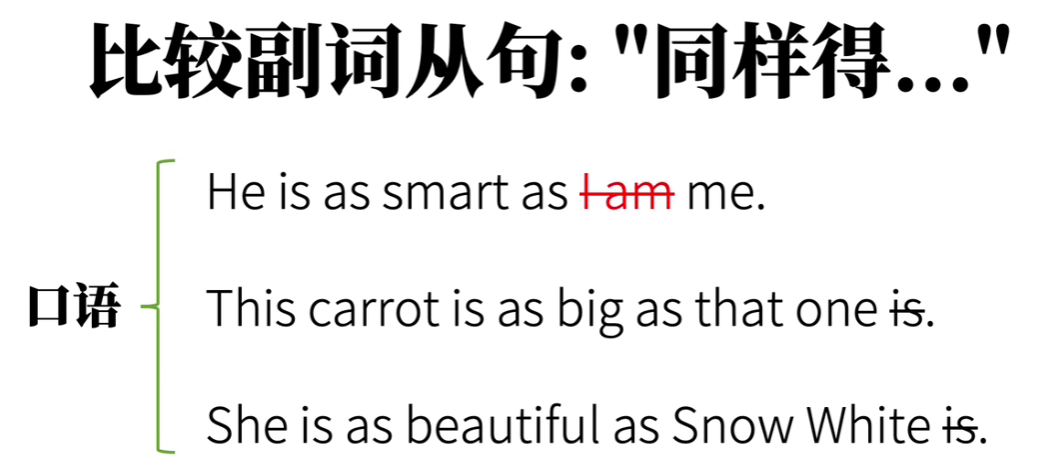 比较副词从句: "同样得..."
He is as smart as I am me.
口语
This carrot is as big as that one is.
She is as beautiful as Snow White is.